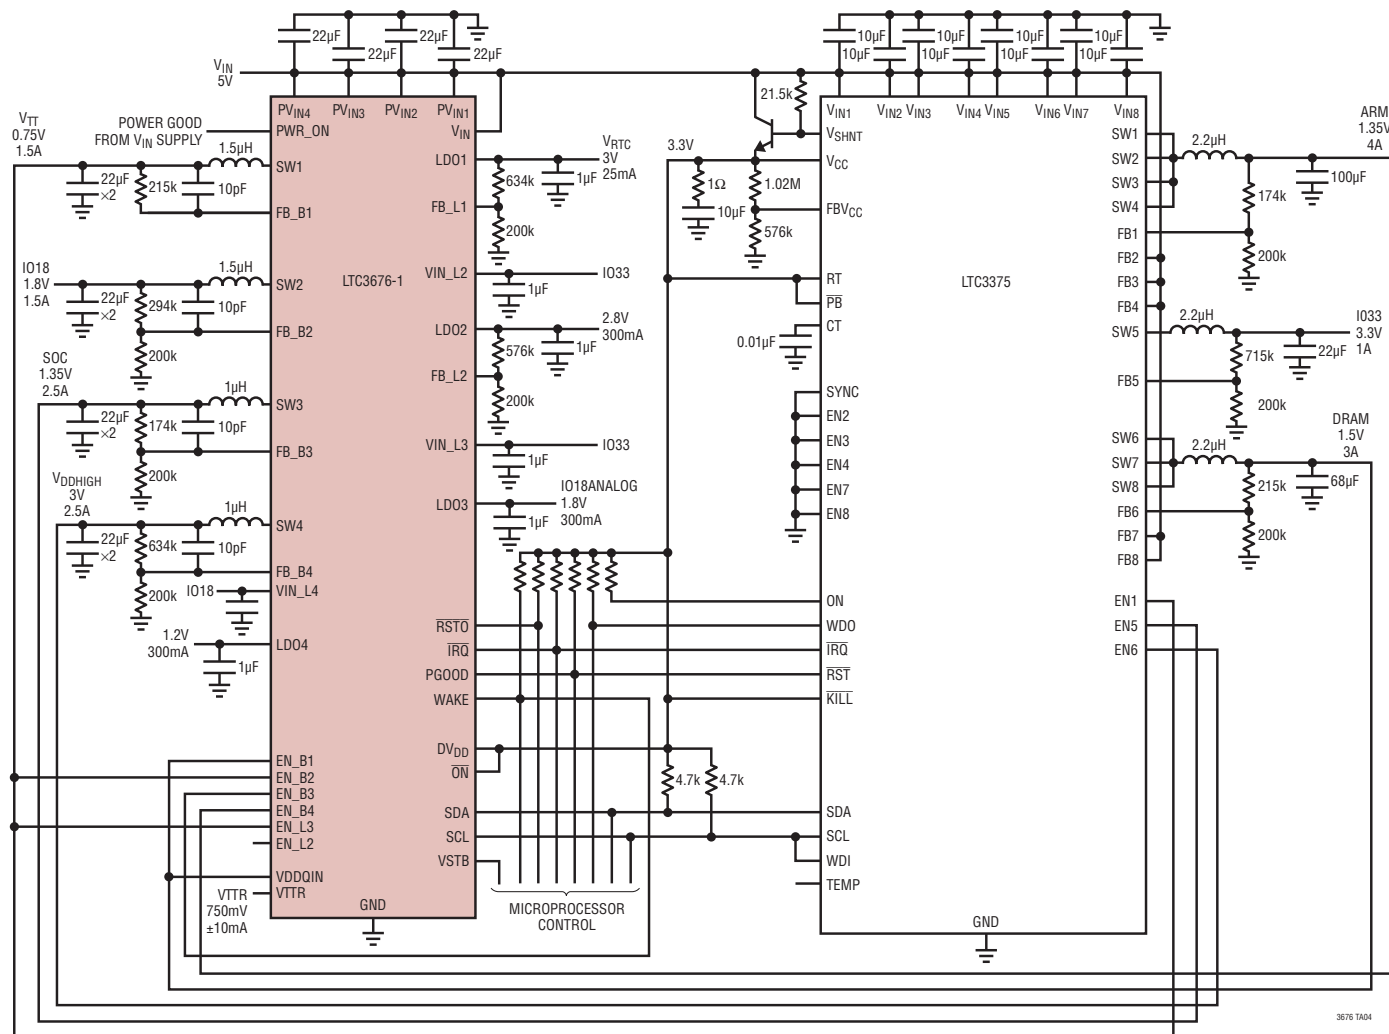 22µF
22µF
22µF
22µF
10µF
10µF
10µF
10µF
10µF
10µF
10µF
10µF
VIN
5V
21.5k
PVIN4
PVIN3
PVIN2
PVIN1
VIN
PWR_ON
POWER GOOD
FROM VIN SUPPLY
VTT
0.75V
1.5A
1.5µH
SW1
22µF
×2
215k
10pF
FB_B1
IO18
1.8V
1.5A
1.5µH
SW2
22µF
×2
294k
10pF
FB_B2
200k
SOC
1.35V
2.5A
1µH
SW3
22µF
×2
174k
10pF
FB_B3
200k
VDDHIGH
3V
2.5A
1µH
SW4
22µF
×2
634k
10pF
FB_B4
200k
IO18
VIN_L4
1.2V
300mA
LDO4
1µF
EN_B1
EN_B2
EN_B3
EN_B4
EN_L3
EN_L2
VDDQIN
VTTR
VTTR
750mV
±10mA
GND
LTC3676-1
LDO1
VRTC
3V
25mA
634k
1µF
FB_L1
200k
VIN_L2
IO33
1µF
LDO2
2.8V
300mA
576k
1µF
FB_L2
200k
VIN_L3
IO33
1µF
LDO3
IO18ANALOG
1.8V
300mA
1µF
RSTO
IRQ
PGOOD
WAKE
DVDD
ON
SDA
SCL
VSTB
4.7k
4.7k
MICROPROCESSOR
CONTROL
3.3V
1Ω
10µF
1.02M
576k
0.01µF
VIN1
VIN2
VIN3
VIN4
VIN5
VIN6
VIN7
VIN8
VSHNT
VCC
FBVCC
RT
PB
CT
SYNC
EN2
EN3
EN4
EN7
EN8
ON
WDO
IRQ
RST
KILL
SDA
SCL
WDI
TEMP
LTC3375
GND
SW1
SW2
SW3
SW4
FB1
FB2
FB3
FB4
SW5
FB5
SW6
SW7
SW8
FB6
FB7
FB8
EN1
EN5
EN6
2.2µH
ARM
1.35V
4A
100µF
174k
200k
2.2µH
I033
3.3V
1A
22µF
715k
200k
2.2µH
DRAM
1.5V
3A
68µF
215k
200k
3676 TA04